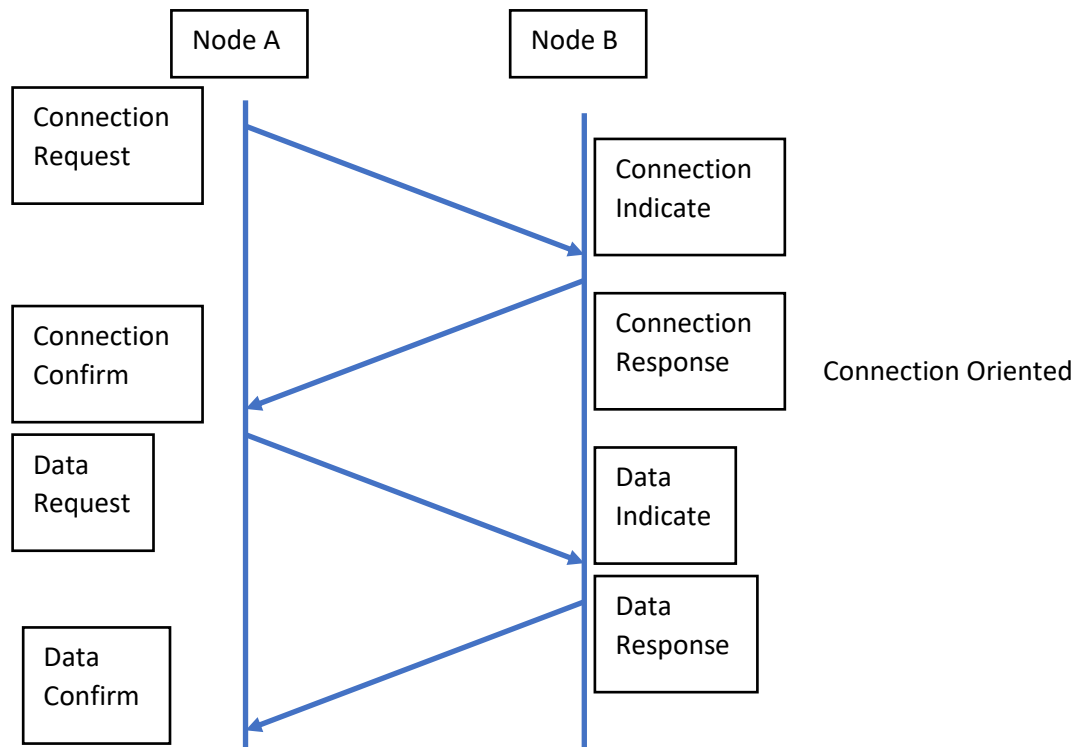 Node A
Node B
Connection
Request
Connection
Indicate
Connection
Confirm
Connection
Response
Connection Oriented
Data
Request
Data
Indicate
Data
Response
Data
Confirm